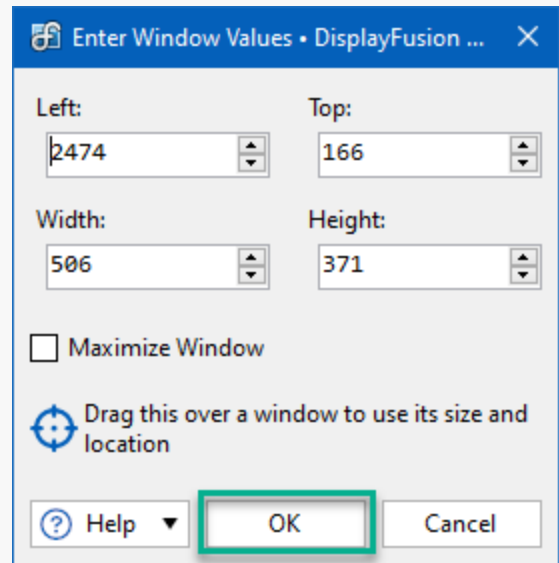 Enter Window Values • DisplayFusion ...
Left: Top:
2474 166
Width: Height:
506 371
Maximize Window
Drag this over a window to use its size and
location
Help OK Cancel